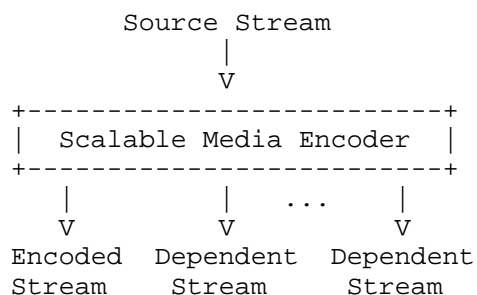 Source Stream
|
V
+--------------------------+
| Scalable Media Encoder |
+--------------------------+
| | ... |
V V V
Encoded Dependent Dependent
Stream Stream Stream